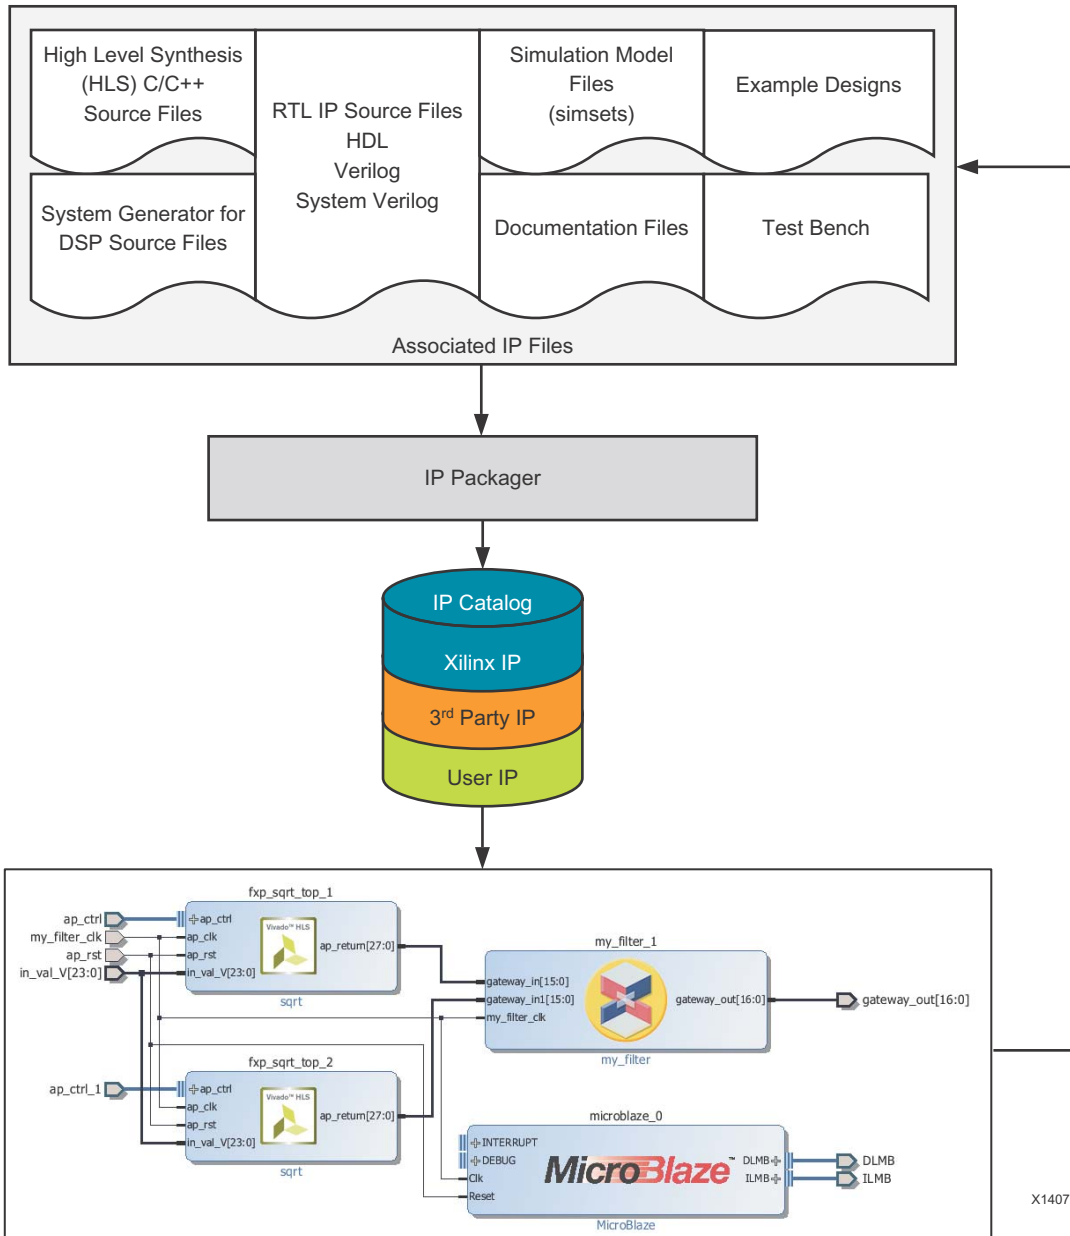 High Level Synthesis
(HLS) C/C++
Source Files
RTL IP Source Files
HDL
Verilog
System Verilog
Simulation Model
Files
(simsets)
Example Designs
System Generator for
DSP Source Files
Documentation Files
Test Bench
Associated IP Files
IP Packager
IP Catalog
Xilinx IP
3rd Party IP
User IP
fxp_sqrt_top_1
ap_ctrl
my_filter_clk
ap_rst
in_val_V[23:0]
ap_ctrl
ap_clk
ap_rst
in_val_V[23:0]
Vivado™ HLS
ap_return[27:0]
sqrt
my_filter_1
gateway_in[15:0]
gateway_in1[15:0]
my_filter_clk
gateway_out[16:0]
gateway_out[16:0]
my_filter
fxp_sqrt_top_2
ap_ctrl_1
ap_ctrl
ap_clk
ap_rst
in_val_V[23:0]
Vivado™ HLS
ap_return[27:0]
sqrt
microblaze_0
INTERRUPT
DEBUG
Clk
Reset
MicroBlaze™
DLMB
ILMB
DLMB
ILMB
MicroBlaze
X1407